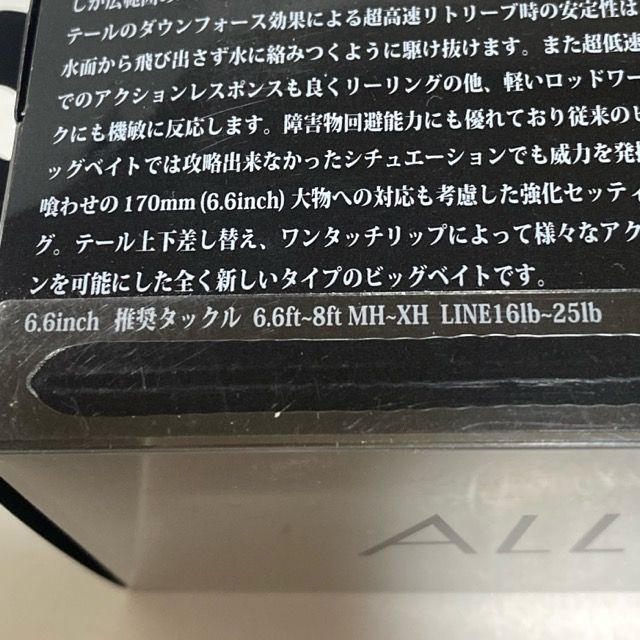 しか広範囲の
テールのダウンフォース効果による超高速リトリーブ時の安定性は
水面から飛び出さず水に絡みつくように駆け抜けます。また超低速
でのアクションレスポンスも良くリーリングの他、軽いロッドワー
クにも機敏に反応します。障害物回避能力にも優れており従来のビ
ッグベイトでは攻略出来なかったシチュエーションでも威力を発揮
喰わせの170mm (6.6inch) 大物への対応も考慮した強化セッティ
グ。テール上下差し替え、ワンタッチリップによって様々なアク
ンを可能にした全く新しいタイプのビッグベイトです。
6.6inch 推奨タックル 6.6ft~8ft MH~XH LINE16lb~25lb
ALL